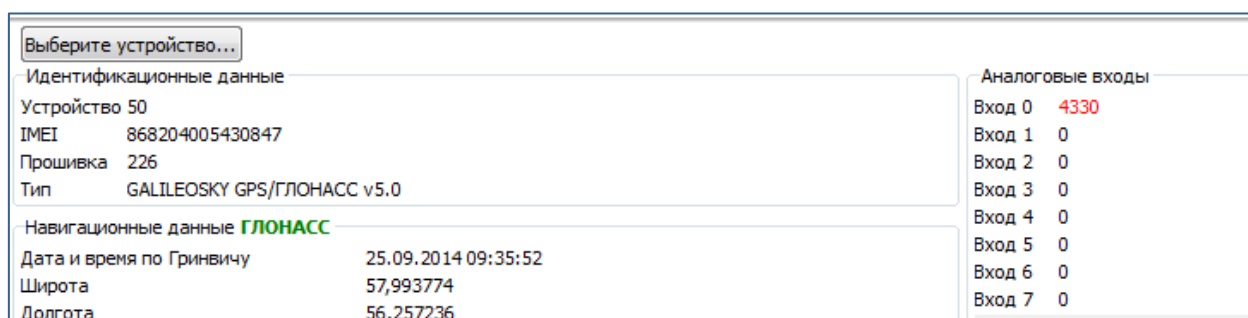 Выберите устройство...
Идентификационные данные
Устройство 50
IMEI 868204005430847
Прошивка 226
Тип GALILEOSKY GPS/ГЛОНАСС v5.0
Навигационные данные ГЛОНАСС
Дата и время по Гринвичу 25.09.2014 09:35:52
Широта 57,993774
Долгота 56,257236
Аналоговые входы
Вход 0 4330
Вход 1 0
Вход 2 0
Вход 3 0
Вход 4 0
Вход 5 0
Вход 6 0
Вход 7 0